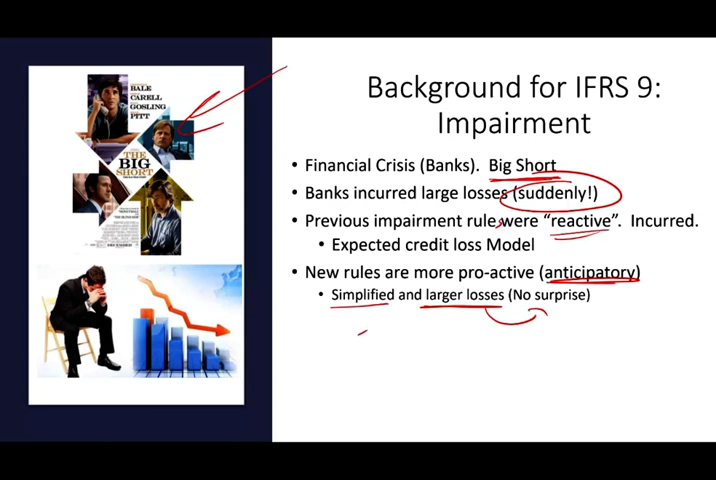 BALE
CARELL
GOSLING
PITT
THE
BIG
SHORT
Background for IFRS 9:
Impairment
• Financial Crisis (Banks). Big Short
• Banks incurred large losses (suddenly!)
• Previous impairment rule were “reactive”. Incurred.
• Expected credit loss Model
• New rules are more pro-active (anticipatory)
• Simplified and larger losses (No surprise)